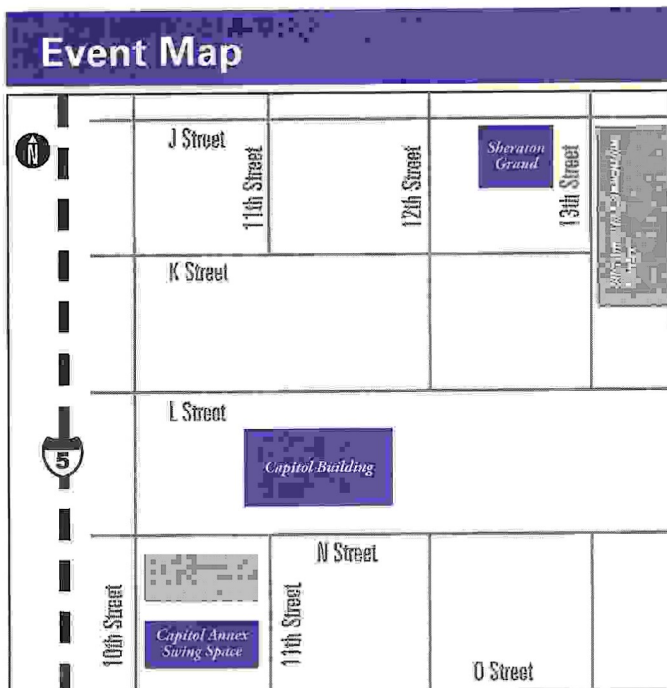 Event Map
N
J Street
11th Street
12th Street
Sheraton
Grand
13th Street
K Street
L Street
5
Capitol Building
N Street
10th Street
11th Street
Capitol Annex
Swing Space
O Street